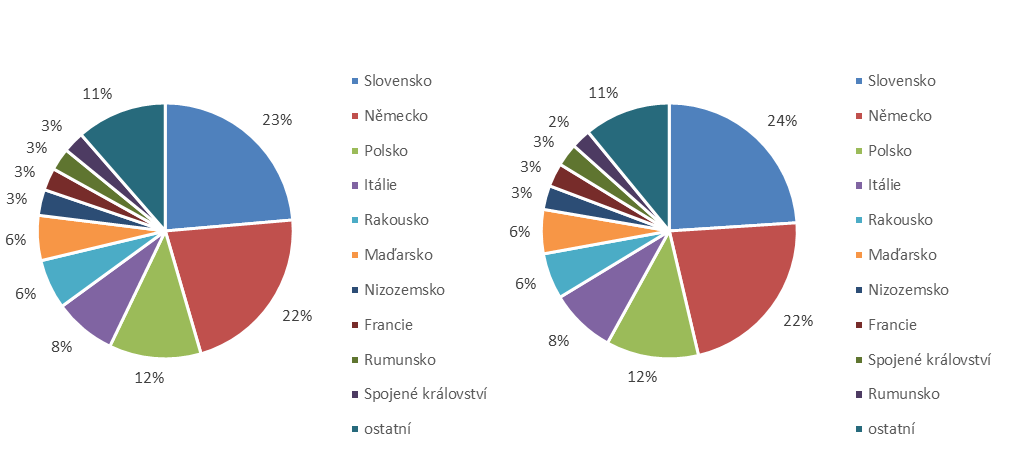 23%
22%
12%
8%
6%
6%
3%
3%
3%
3%
11%
Slovensko
Německo
Polsko
Itálie
Rakousko
Maďarsko
Nizozemsko
Francie
Rumunsko
Spojené království
ostatní
24%
22%
12%
8%
6%
6%
3%
3%
3%
2%
11%
Slovensko
Německo
Polsko
Itálie
Rakousko
Maďarsko
Nizozemsko
Francie
Spojené království
Rumunsko
ostatní